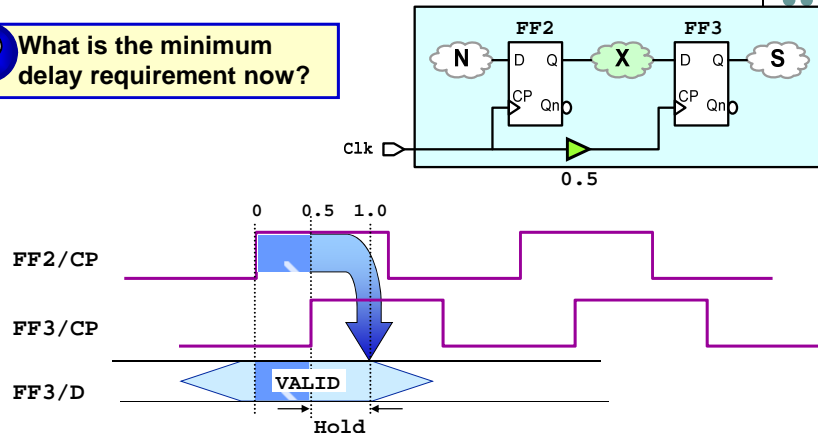 What is the minimum
delay requirement now?
FF2
FF3
N
D Q
X
D Q
S
CP
Qn
CP
Qn
Clk
0.5
0 0.5 1.0
FF2/CP
FF3/CP
FF3/D
VALID
Hold